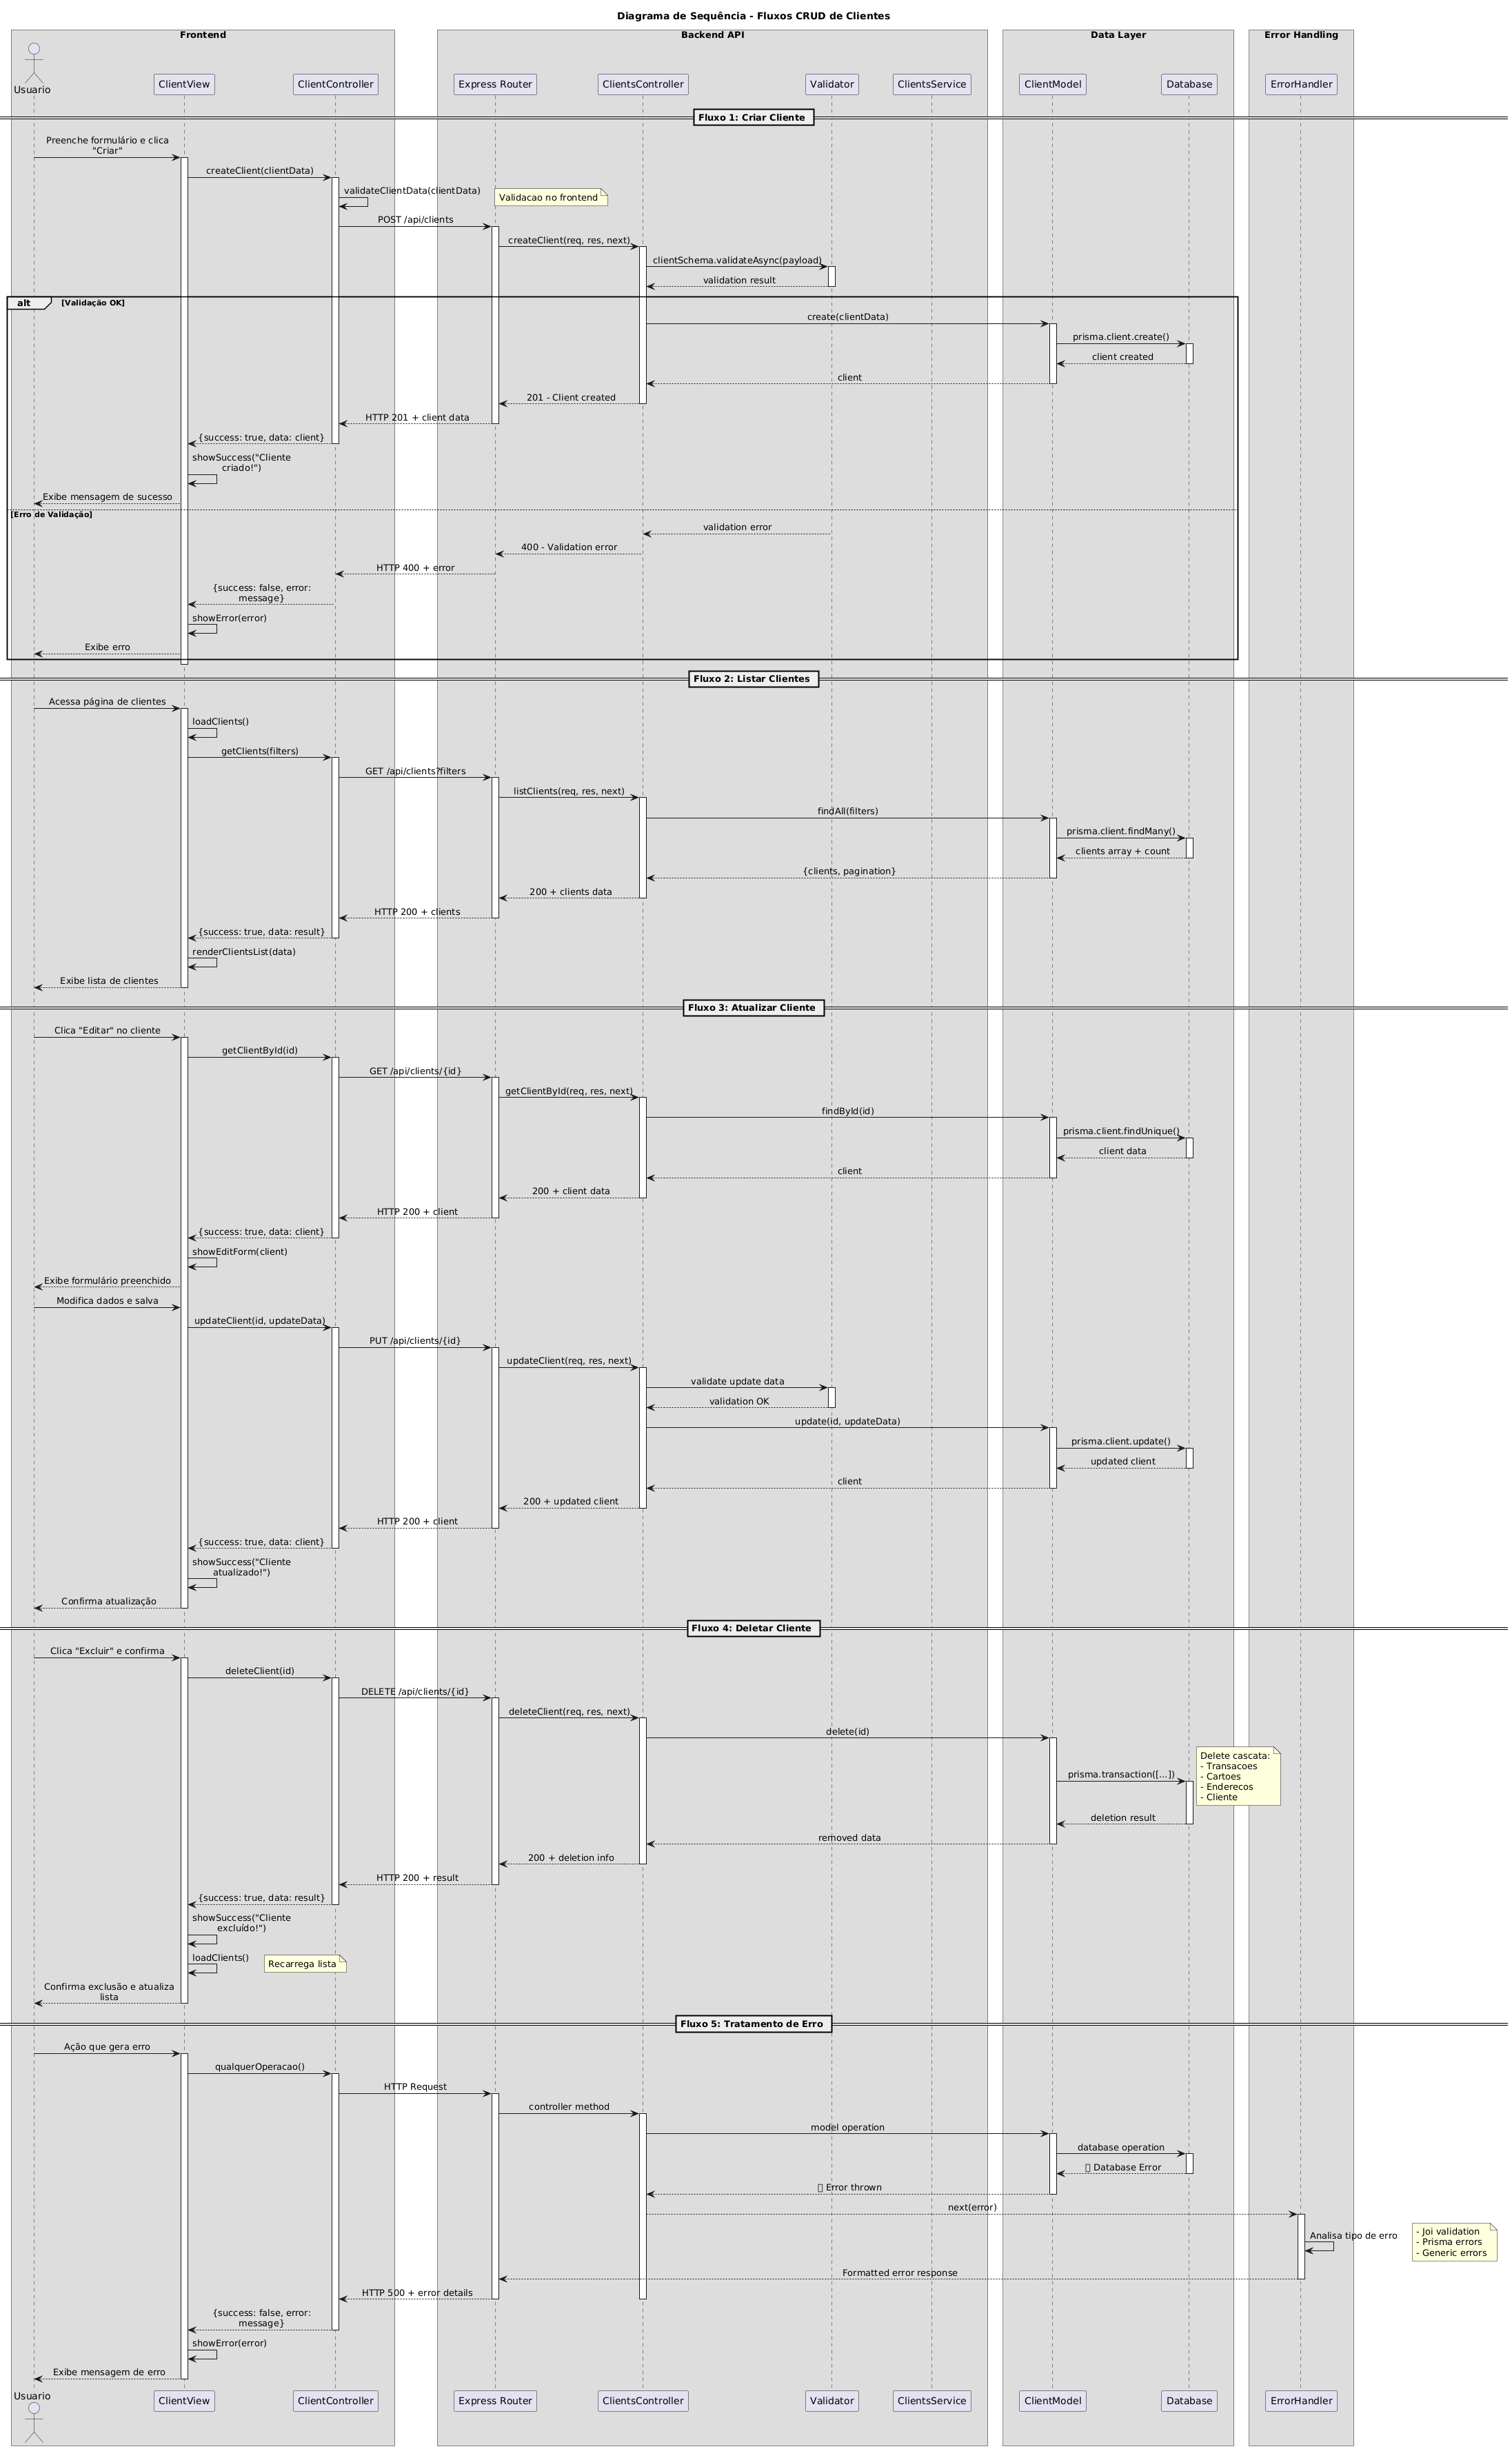 Diagrama de Sequência - Fluxos CRUD de Clientes
Frontend
Backend API
Data Layer
Error Handling
Usuario
ClientView
ClientController
Express Router
ClientsController
Validator
ClientsService
ClientModel
Database
ErrorHandler
Fluxo 1: Criar Cliente
Preenche formulário e clica
"Criar"
createClient(clientData)
validateClientData(clientData)
Validacao no frontend
POST /api/clients
createClient(req, res, next)
clientSchema.validateAsync(payload)
validation result
alt
[Validação OK]
create(clientData)
prisma.client.create()
client created
client
201 - Client created
HTTP 201 + client data
{success: true, data: client}
showSuccess("Cliente
criado!")
Exibe mensagem de sucesso
[Erro de Validação]
validation error
400 - Validation error
HTTP 400 + error
{success: false, error:
message}
showError(error)
Exibe erro
Fluxo 2: Listar Clientes
Acessa página de clientes
loadClients()
getClients(filters)
GET /api/clients?filters
listClients(req, res, next)
findAll(filters)
prisma.client.findMany()
clients array + count
{clients, pagination}
200 + clients data
HTTP 200 + clients
{success: true, data: result}
renderClientsList(data)
Exibe lista de clientes
Fluxo 3: Atualizar Cliente
Clica "Editar" no cliente
getClientById(id)
GET /api/clients/{id}
getClientById(req, res, next)
findById(id)
prisma.client.findUnique()
client data
client
200 + client data
HTTP 200 + client
{success: true, data: client}
showEditForm(client)
Exibe formulário preenchido
Modifica dados e salva
updateClient(id, updateData)
PUT /api/clients/{id}
updateClient(req, res, next)
validate update data
validation OK
update(id, updateData)
prisma.client.update()
updated client
client
200 + updated client
HTTP 200 + client
{success: true, data: client}
showSuccess("Cliente
atualizado!")
Confirma atualização
Fluxo 4: Deletar Cliente
Clica "Excluir" e confirma
deleteClient(id)
DELETE /api/clients/{id}
deleteClient(req, res, next)
delete(id)
prisma.transaction([...])
Delete cascata:
- Transacoes
- Cartoes
- Enderecos
- Cliente
deletion result
removed data
200 + deletion info
HTTP 200 + result
{success: true, data: result}
showSuccess("Cliente
excluído!")
loadClients()
Recarrega lista
Confirma exclusão e atualiza
lista
Fluxo 5: Tratamento de Erro
Ação que gera erro
qualquerOperacao()
HTTP Request
controller method
model operation
database operation
Database Error
Error thrown
next(error)
Analisa tipo de erro
- Joi validation
- Prisma errors
- Generic errors
Formatted error response
HTTP 500 + error details
{success: false, error:
message}
showError(error)
Exibe mensagem de erro
Usuario
ClientView
ClientController
Express Router
ClientsController
Validator
ClientsService
ClientModel
Database
ErrorHandler